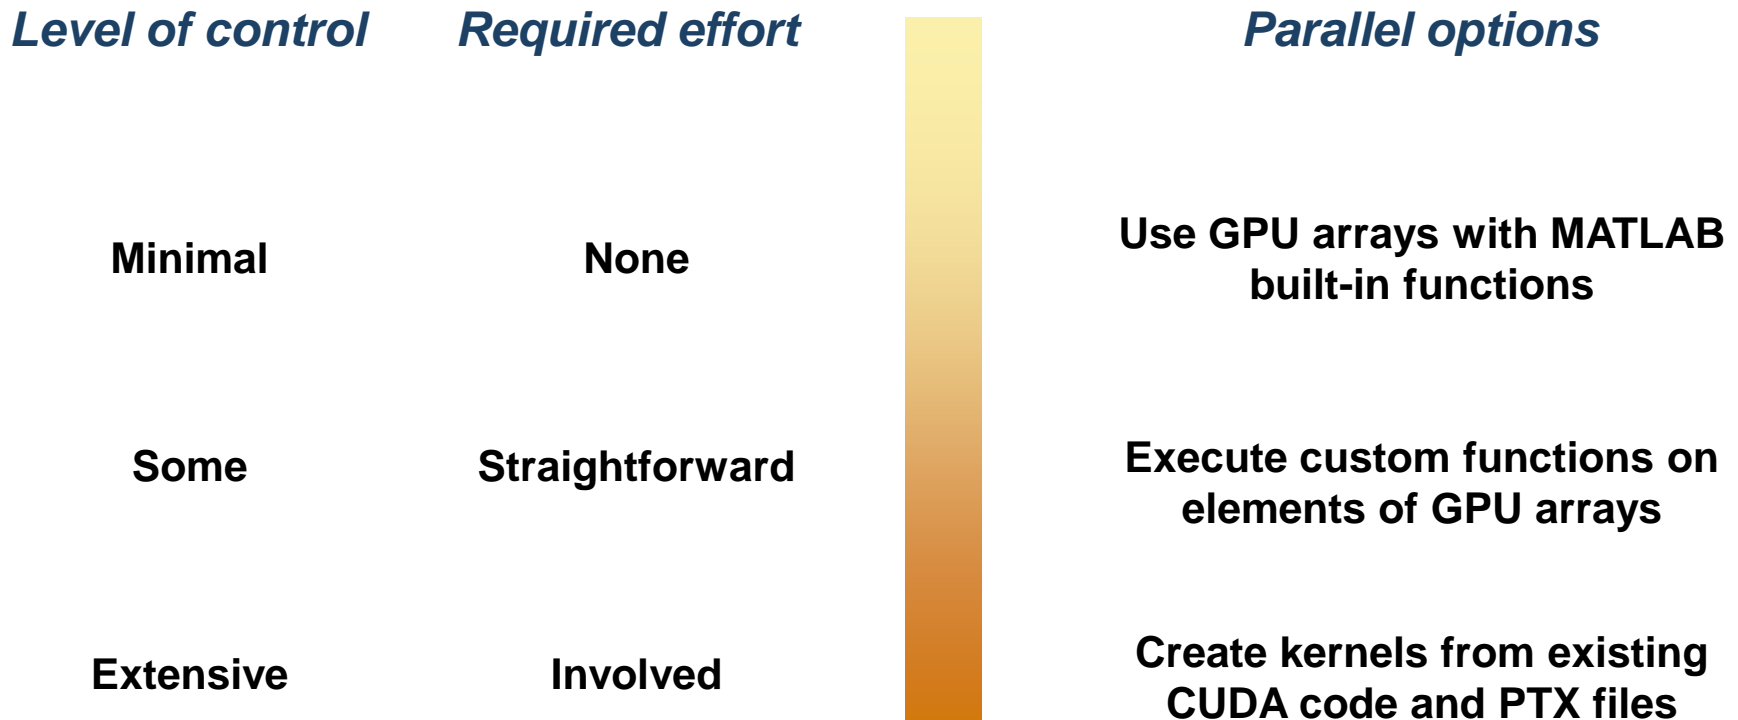 Level of control Required effort Parallel options
Minimal None Use GPU arrays with MATLAB
built-in functions
Some Straightforward Execute custom functions on
elements of GPU arrays
Extensive Involved Create kernels from existing
CUDA code and PTX files